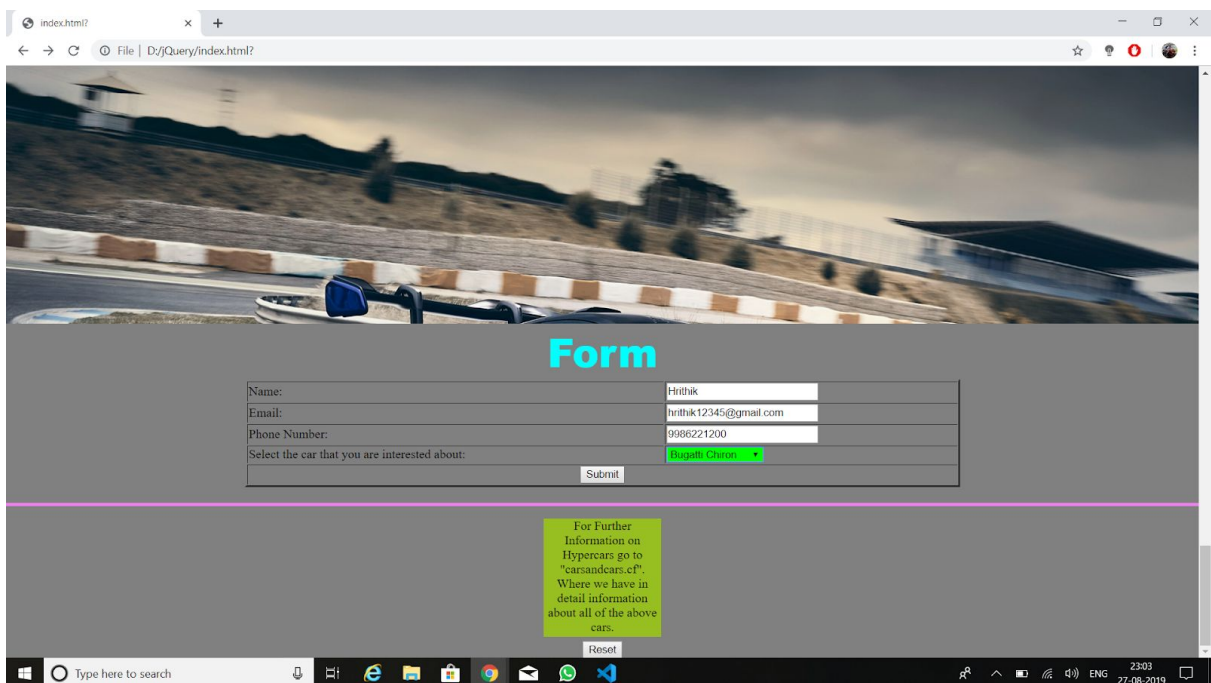 index.html?
File | D:/jQuery/index.html?
Form
Name: Hrithik
Email: hrithik12345@gmail.com
Phone Number: 9986221200
Select the car that you are interested about: Bugatti Chiron
Submit
For Further
Information on
Hypercars go to
"carsandcars.cf".
Where we have in
detail information
about all of the above
cars.
Reset
Type here to search
ENG
23:03
27-08-2019